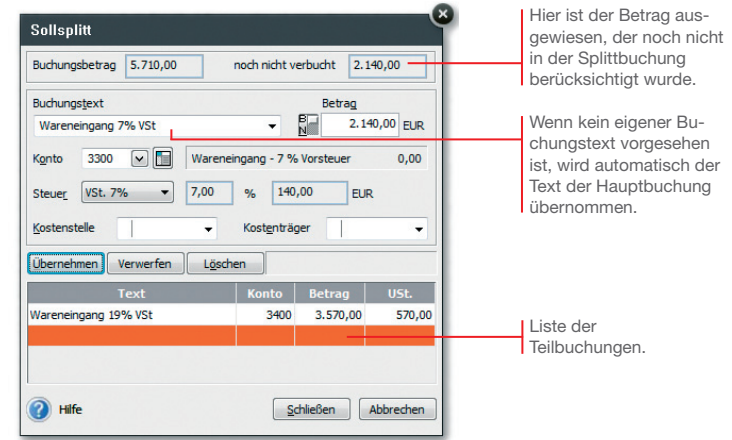 Sollsplitt
Buchungsbetrag 5.710,00 noch nicht verbucht 2.140,00
Buchungstext Betrag
Wareneingang 7% VSt B N 2.140,00 EUR
Konto 3300 Wareneingang - 7 % Vorsteuer 0,00
Steuer VSt. 7% 7,00 % 140,00 EUR
Kostenstelle Kostenträger
Übernehmen Verwerfen Löschen
Text Konto Betrag USt.
Wareneingang 19% VSt 3400 3.570,00 570,00
Hilfe Schließen Abbrechen
Hier ist der Betrag aus-
gewiesen, der noch nicht
in der Splittbuchung
berücksichtigt wurde.
Wenn kein eigener Bu-
chungstext vorgesehen
ist, wird automatisch der
Text der Hauptbuchung
übernommen.
Liste der
Teilbuchungen.